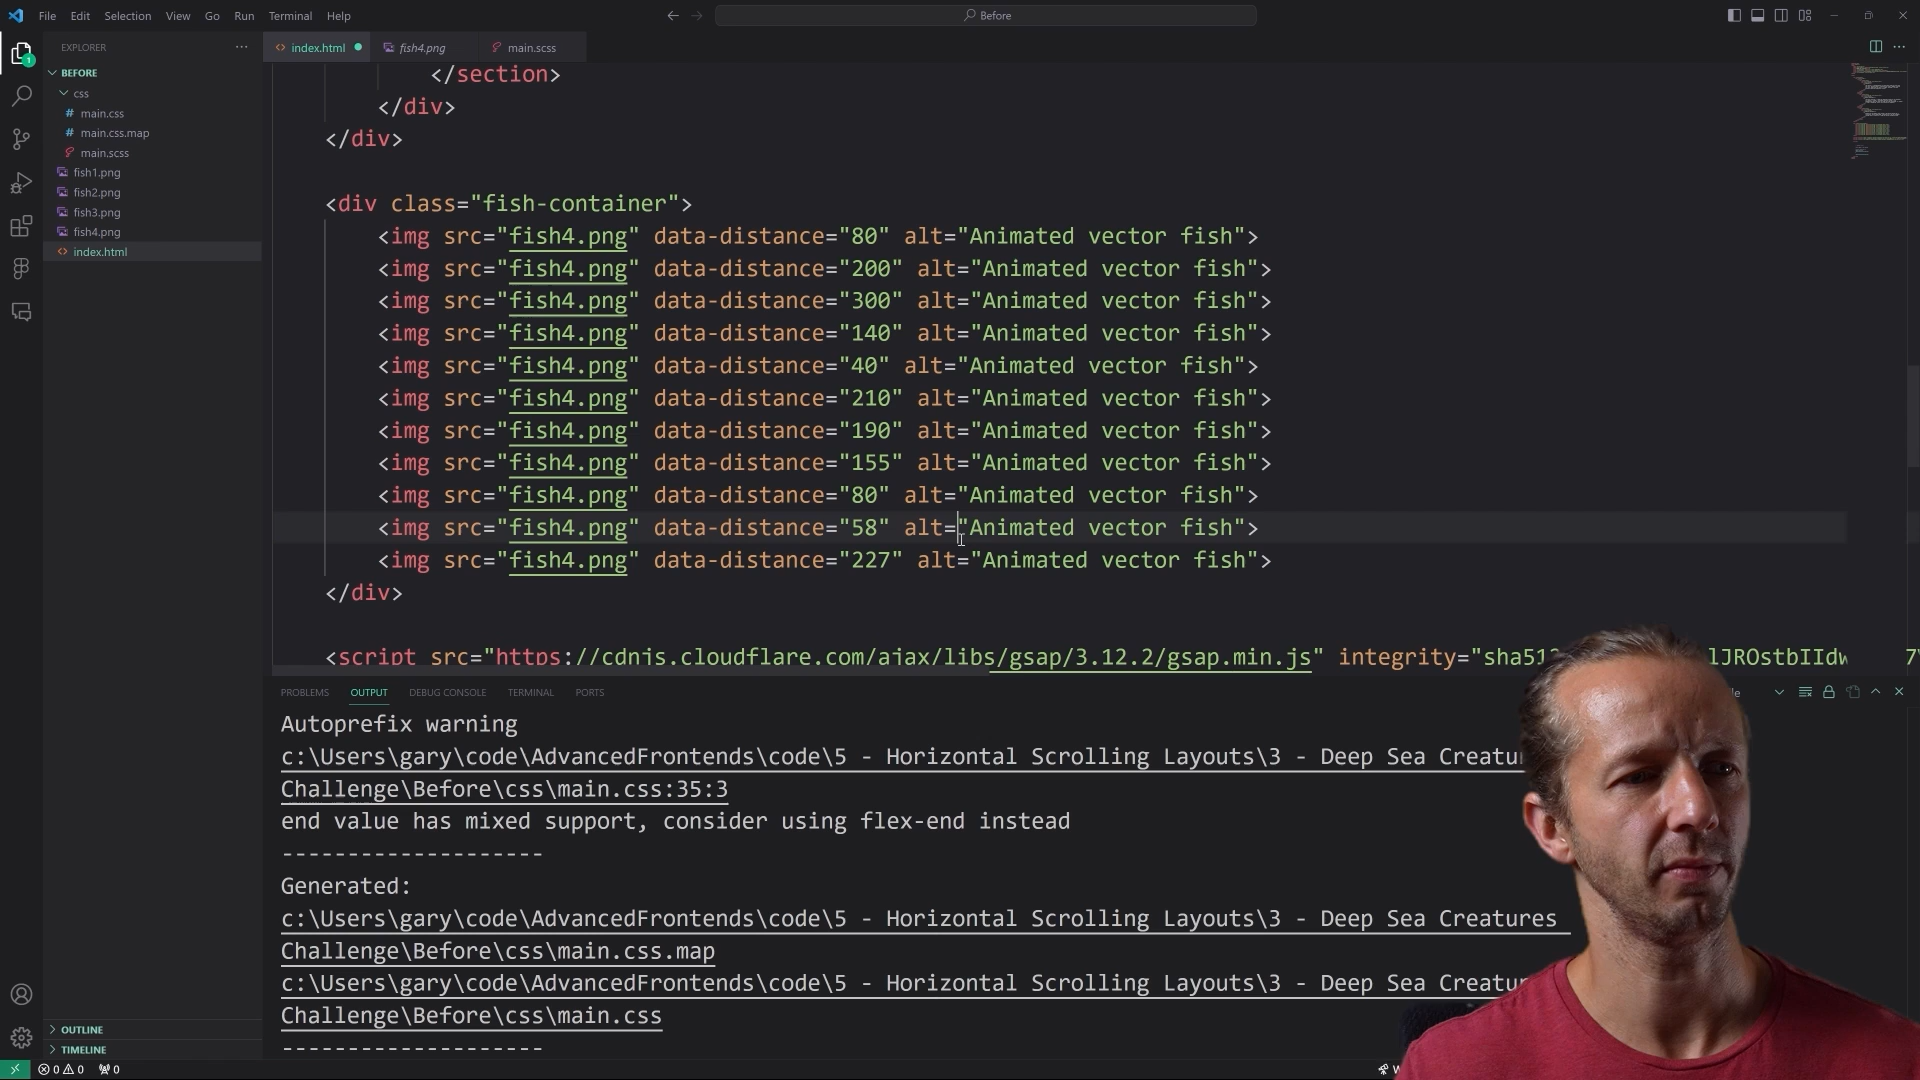 File Edit Selection View Go Run Terminal Help
Before
EXPLORER
index.html
fish4.png
main.scss
BEFORE
css
main.css
main.css.map
main.scss
fish1.png
fish2.png
fish3.png
fish4.png
index.html
</section>
</div>
</div>
<div class="fish-container">
<img src="fish4.png" data-distance="80" alt="Animated vector fish">
<img src="fish4.png" data-distance="200" alt="Animated vector fish">
<img src="fish4.png" data-distance="300" alt="Animated vector fish">
<img src="fish4.png" data-distance="140" alt="Animated vector fish">
<img src="fish4.png" data-distance="40" alt="Animated vector fish">
<img src="fish4.png" data-distance="210" alt="Animated vector fish">
<img src="fish4.png" data-distance="190" alt="Animated vector fish">
<img src="fish4.png" data-distance="155" alt="Animated vector fish">
<img src="fish4.png" data-distance="80" alt="Animated vector fish">
<img src="fish4.png" data-distance="58" alt="Animated vector fish">
<img src="fish4.png" data-distance="227" alt="Animated vector fish">
</div>
<script src="https://cdnjs.cloudflare.com/ajax/libs/gsap/3.12.2/gsap.min.js" integrity="sha51
PROBLEMS OUTPUT DEBUG CONSOLE TERMINAL PORTS
Autoprefix warning
c:\Users\gary\code\AdvancedFrontends\code\5 - Horizontal Scrolling Layouts\3 - Deep Sea Creatu
Challenge\Before\css\main.css:35:3
end value has mixed support, consider using flex-end instead
--------------------
Generated:
c:\Users\gary\code\AdvancedFrontends\code\5 - Horizontal Scrolling Layouts\3 - Deep Sea Creatures
Challenge\Before\css\main.css.map
c:\Users\gary\code\AdvancedFrontends\code\5 - Horizontal Scrolling Layouts\3 - Deep Sea Creatu
Challenge\Before\css\main.css
--------------------
OUTLINE
TIMELINE
0 0 0
1